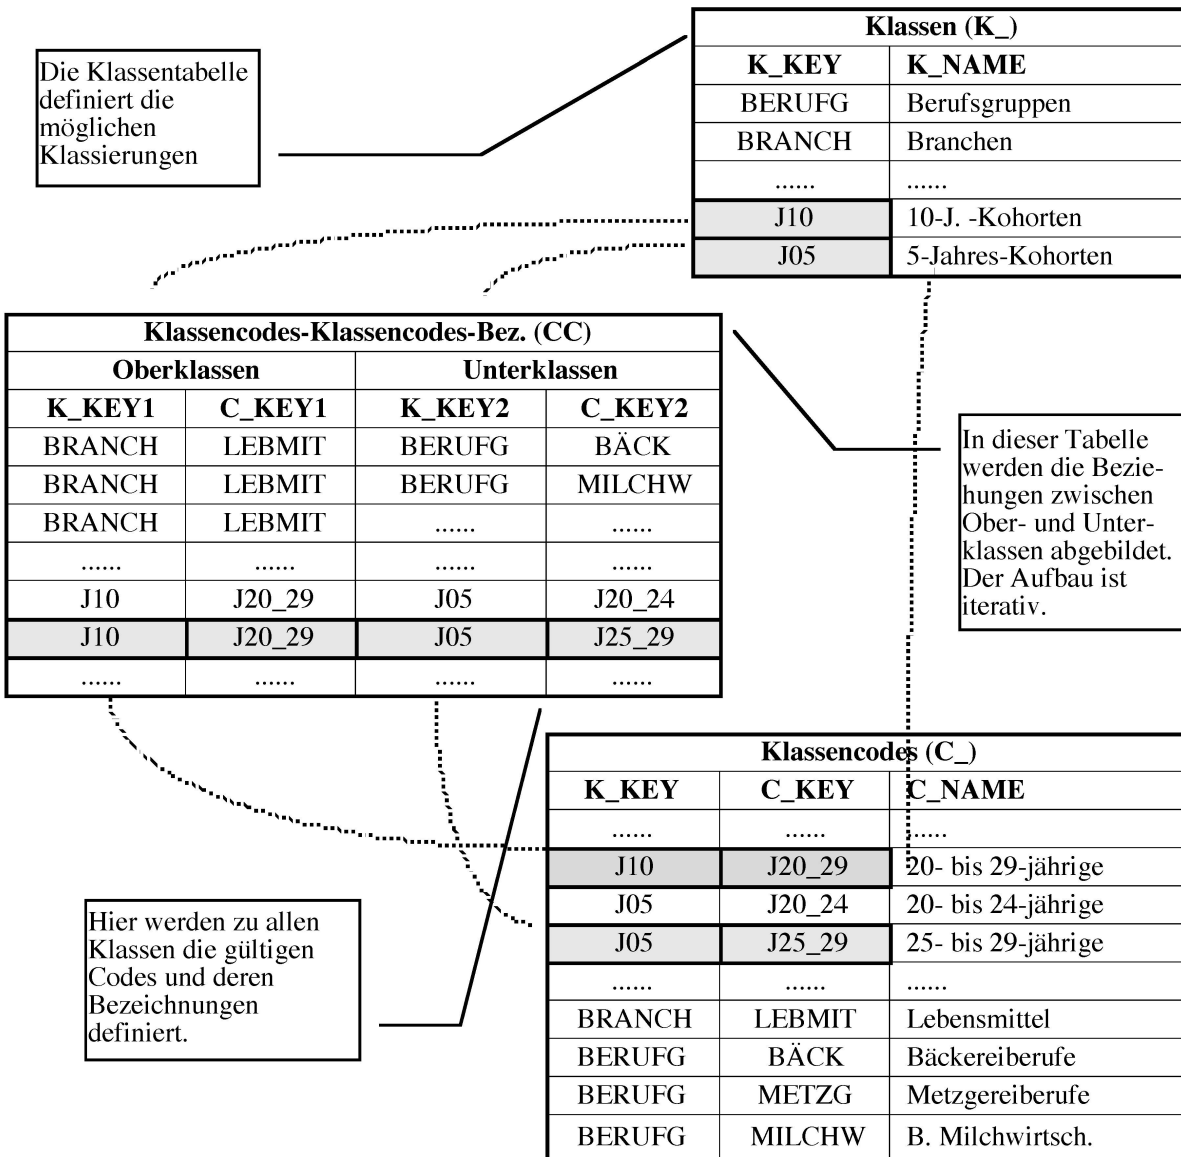 Die Klassentabelle
definiert die
möglichen
Klassierungen
Klassen (K_)
K_KEY K_NAME
BERUFG Berufsgruppen
BRANCH Branchen
...... ......
J10 10-J. -Kohorten
J05 5-Jahres-Kohorten
Klassencodes-Klassencodes-Bez. (CC)
Oberklassen Unterklassen
K_KEY1 C_KEY1 K_KEY2 C_KEY2
BRANCH LEBMIT BERUFG BÄCK
BRANCH LEBMIT BERUFG MILCHW
BRANCH LEBMIT ...... ......
...... ...... ...... ......
J10 J20_29 J05 J20_24
J10 J20_29 J05 J25_29
...... ...... ...... ......
In dieser Tabelle
werden die Bezie-
hungen zwischen
Ober- und Unter-
klassen abgebildet.
Der Aufbau ist
iterativ.
Klassencodes (C_)
K_KEY C_KEY C_NAME
...... ...... ......
J10 J20_29 20- bis 29-jährige
J05 J20_24 20- bis 24-jährige
J05 J25_29 25- bis 29-jährige
...... ...... ......
BRANCH LEBMIT Lebensmittel
BERUFG BÄCK Bäckereiberufe
BERUFG METZG Metzgereiberufe
BERUFG MILCHW B. Milchwirtsch.
Hier werden zu allen
Klassen die gültigen
Codes und deren
Bezeichnungen
definiert.